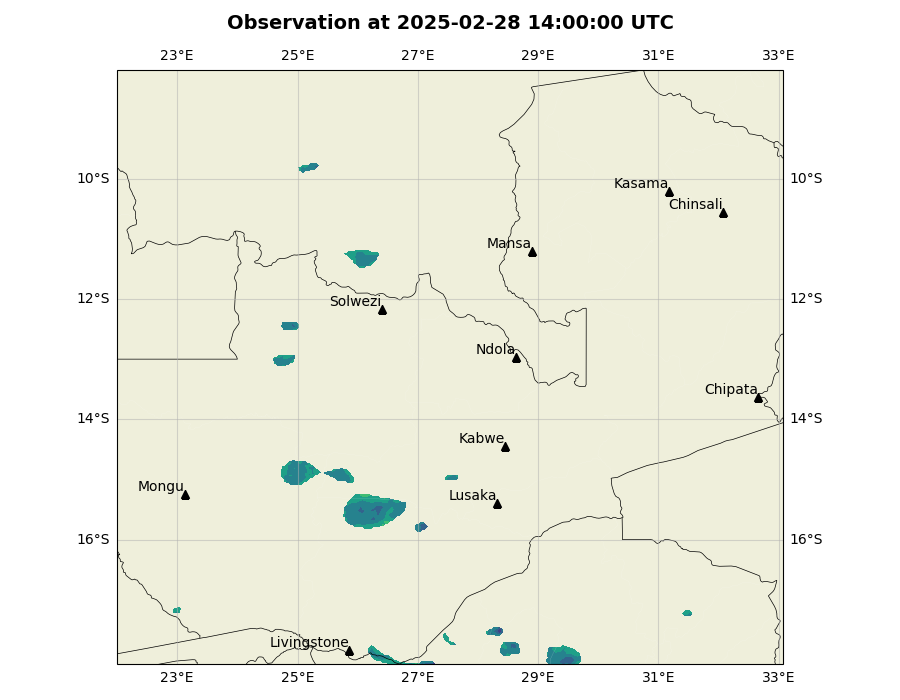 Observation at 2025-02-28 14:00:00 UTC
23°E 25°E 27°E 29°E 31°E 33°E
10°S 10°S
Kasama
Chinsali
Mansa
12°S 12°S
Solwezi
Ndola
Chipata
14°S 14°S
Kabwe
Mongu
Lusaka
16°S 16°S
Livingstone
23°E 25°E 27°E 29°E 31°E 33°E